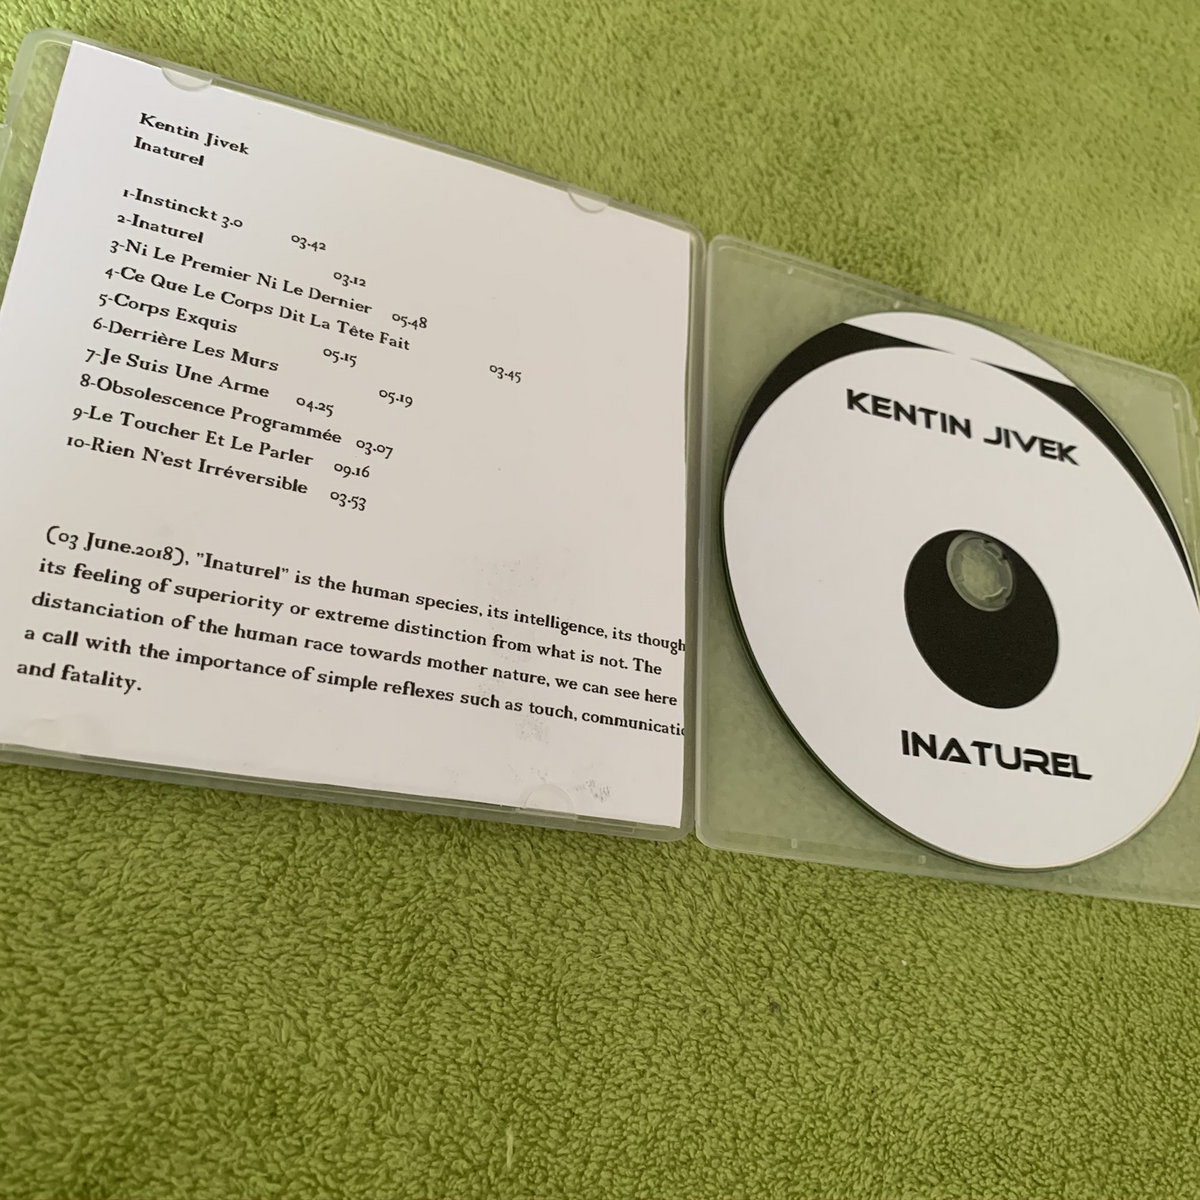 Kentin Jivek
Inaturel
1-Instinckt 3.0 03.42
2-Inaturel 03.12
3-Ni Le Premier Ni Le Dernier 05.48
4-Ce Que Le Corps Dit La Tête Fait 03.45
5-Corps Exquis 05.15
6-Derrière Les Murs 05.19
7-Je Suis Une Arme 04.25
8-Obsolescence Programmée 03.07
9-Le Toucher Et Le Parler 09.16
10-Rien N'est Irréversible 03.53
(03 June.2018), "Inaturel" is the human species, its intelligence, its though
its feeling of superiority or extreme distinction from what is not. The
distanciation of the human race towards mother nature, we can see here
a call with the importance of simple reflexes such as touch, communicati
and fatality.
KENTIN JIVEK
INATUREL